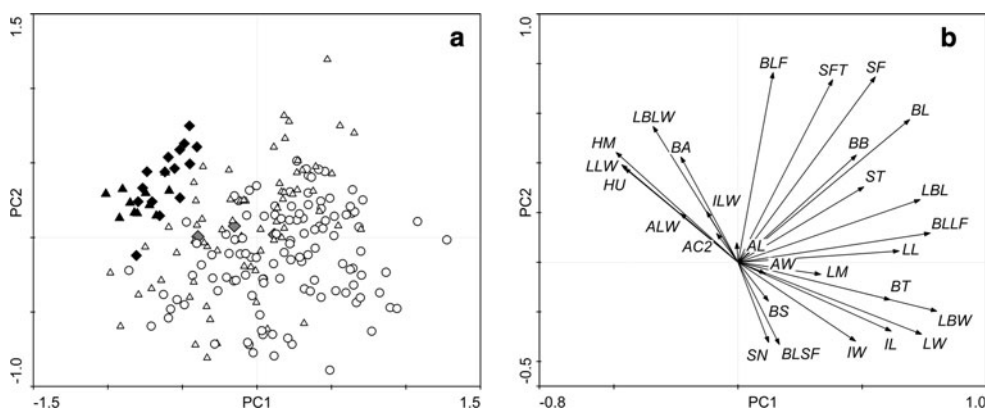 1.5
a
PC2
-1.0
-1.5
PC1
1.5
1.0
b
BLF
SFT
SF
BL
LBLW
BA
HM
LLW
HU
BB
ST
ILW
LBL
ALW
BLLF
AC2
AL
LL
AW
LM
BT
BS
LBW
SN
BLSF
IW
IL
LW
PC2
-0.5
-0.8
PC1
1.0